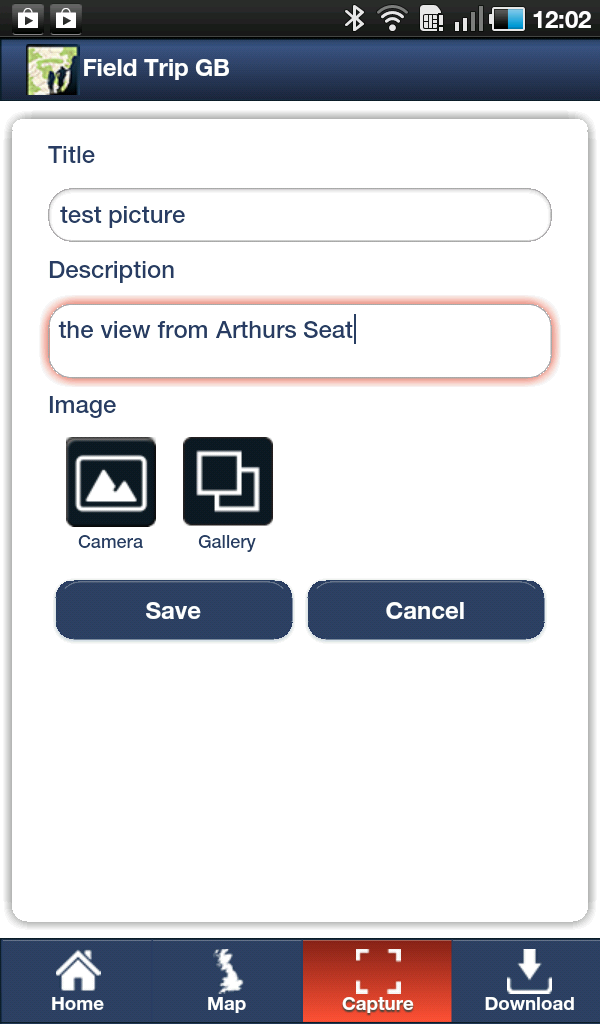 12:02
Field Trip GB
Title
test picture
Description
the view from Arthurs Seat
Image
Camera Gallery
Save Cancel
Home Map Capture Download